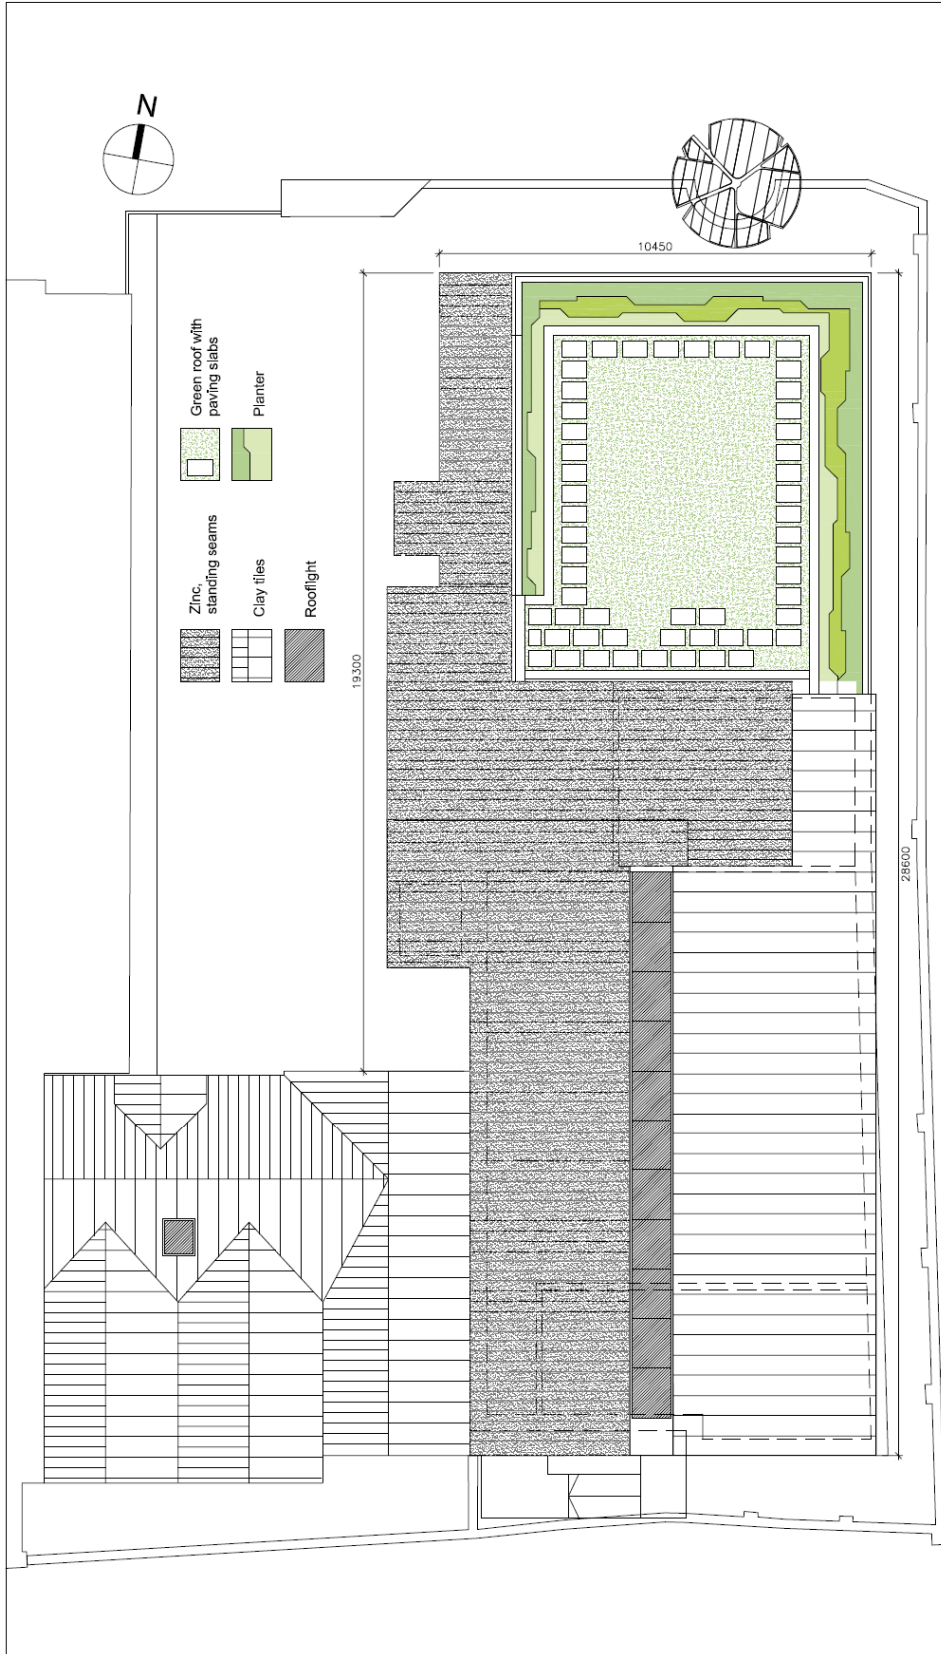 N
10450
Green roof with
paving slabs
Planter
Zinc,
standing seams
Clay tiles
Rooflight
19300
28600